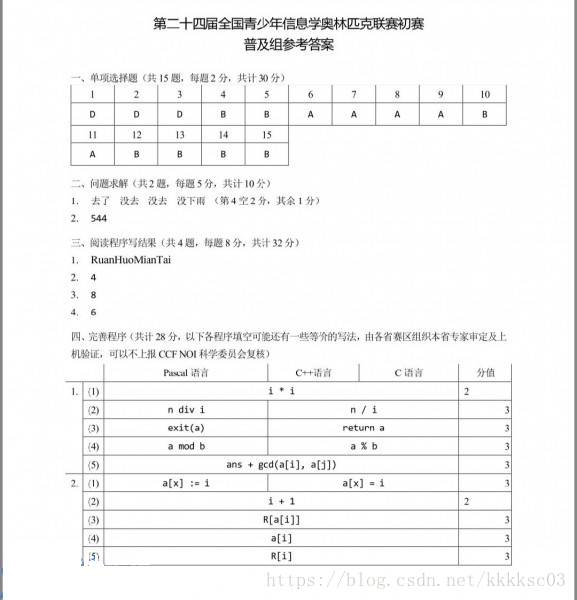 第二十四届全国青少年信息学奥林匹克联赛初赛
普及组参考答案
一、单项选择题（共 15 题，每题 2 分，共计 30 分）
1 2 3 4 5 6 7 8 9 10
D D D B B A A A A B
11 12 13 14 15
A B B B B
二、问题求解（共 2 题，每题 5 分，共计 10 分）
1. 去了 没去 没去 没下雨 （第 4 空 2 分，其余 1 分）
2. 544
三、阅读程序写结果（共 4 题，每题 8 分，共计 32 分）
1. RuanHuoMianTai
2. 4
3. 8
4. 6
四、完善程序（共计 28 分，以下各程序填空可能还有一些等价的写法，由各省赛区组织本省专家审定及上
机验证，可以不上报 CCF NOI 科学委员会复核）
Pascal 语言 C++语言 C 语言 分值
1. (1) i * i 2
(2) n div i n / i 3
(3) exit(a) return a 3
(4) a mod b a % b 3
(5) ans + gcd(a[i], a[j]) 3
2. (1) a[x] := i a[x] = i 3
(2) i + 1 2
(3) R[a[i]] 3
(4) a[i] 3
(5) R[i] 3
https://blog.csdn.net/kkkksc03